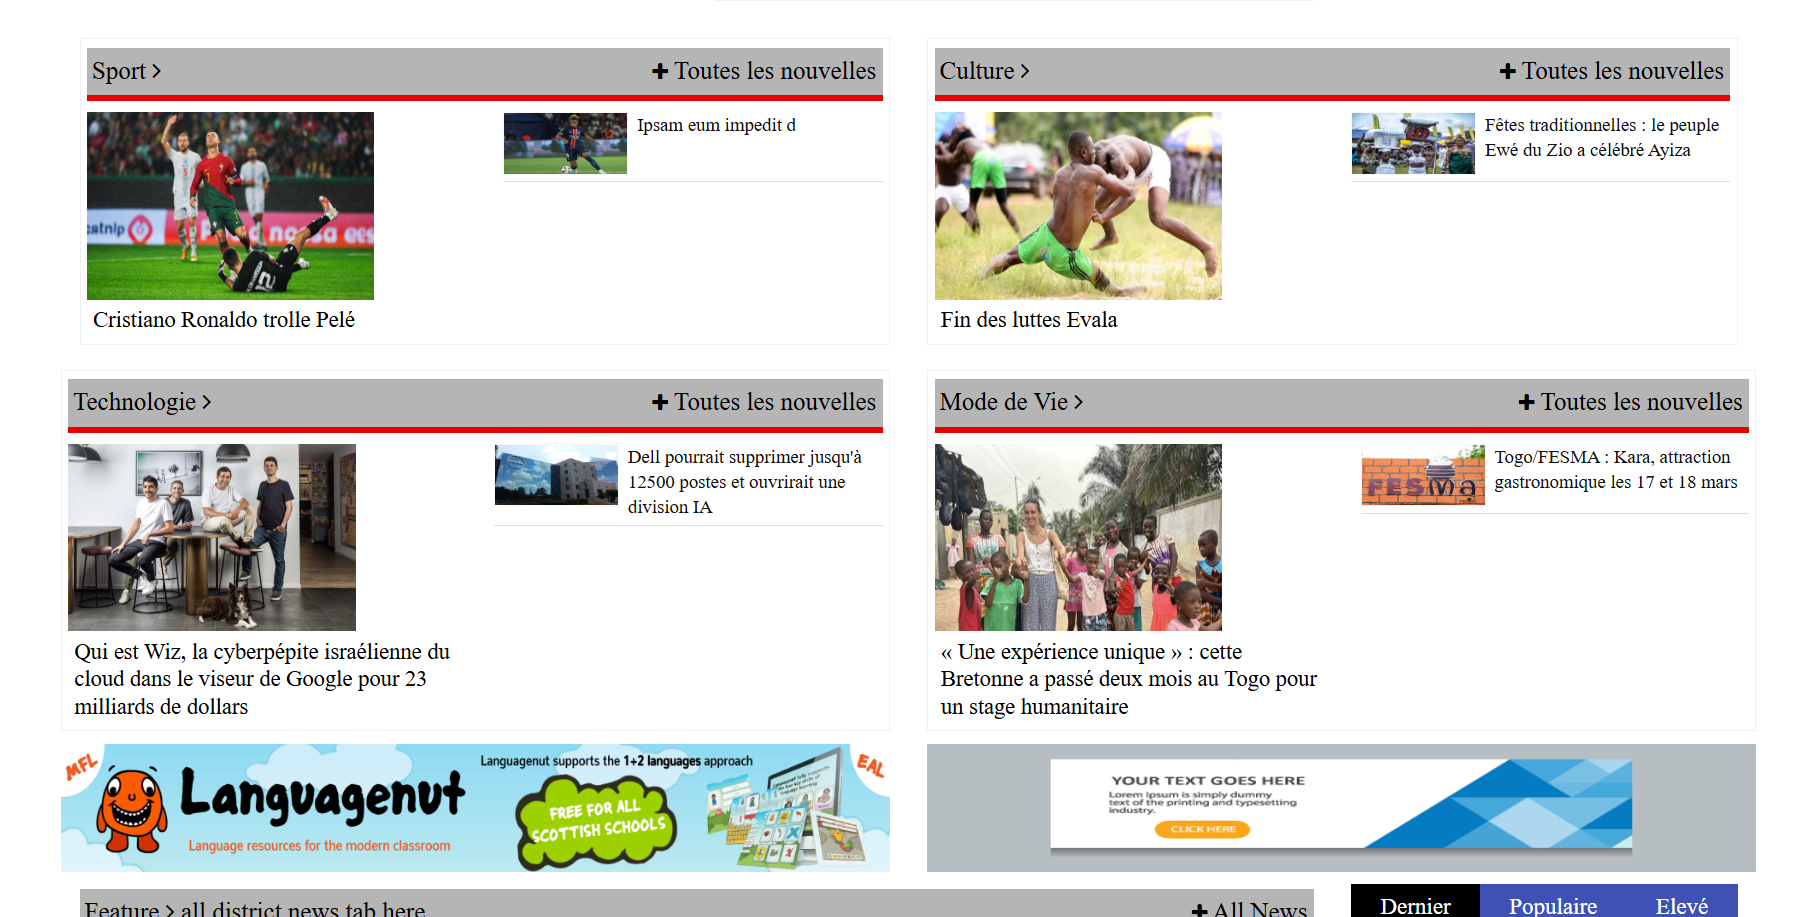 Sport >
+ Toutes les nouvelles
Cristiano Ronaldo trolle Pelé
Ipsam eum impedit d
Culture >
+ Toutes les nouvelles
Fin des luttes Evala
Fêtes traditionnelles : le peuple
Ewé du Zio a célébré Ayiza
Technologie >
+ Toutes les nouvelles
Qui est Wiz, la cyberpépite israélienne du
cloud dans le viseur de Google pour 23
milliards de dollars
Dell pourrait supprimer jusqu'à
12500 postes et ouvrirait une
division IA
Mode de Vie >
+ Toutes les nouvelles
FESMA
« Une expérience unique » : cette
Bretonne a passé deux mois au Togo pour
un stage humanitaire
Togo/FESMA : Kara, attraction
gastronomique les 17 et 18 mars
MFL
Languagenut
Language resources for the modern classroom
Languagenut supports the 1+2 languages approach
FREE FOR ALL
SCOTTISH SCHOOLS
EAL
YOUR TEXT GOES HERE
Lorem Ipsum is simply dummy
text of the printing and typesetting
industry.
CLICK HERE
Feature > all district news tab here
+ All News
Dernier
Populaire
Elevé